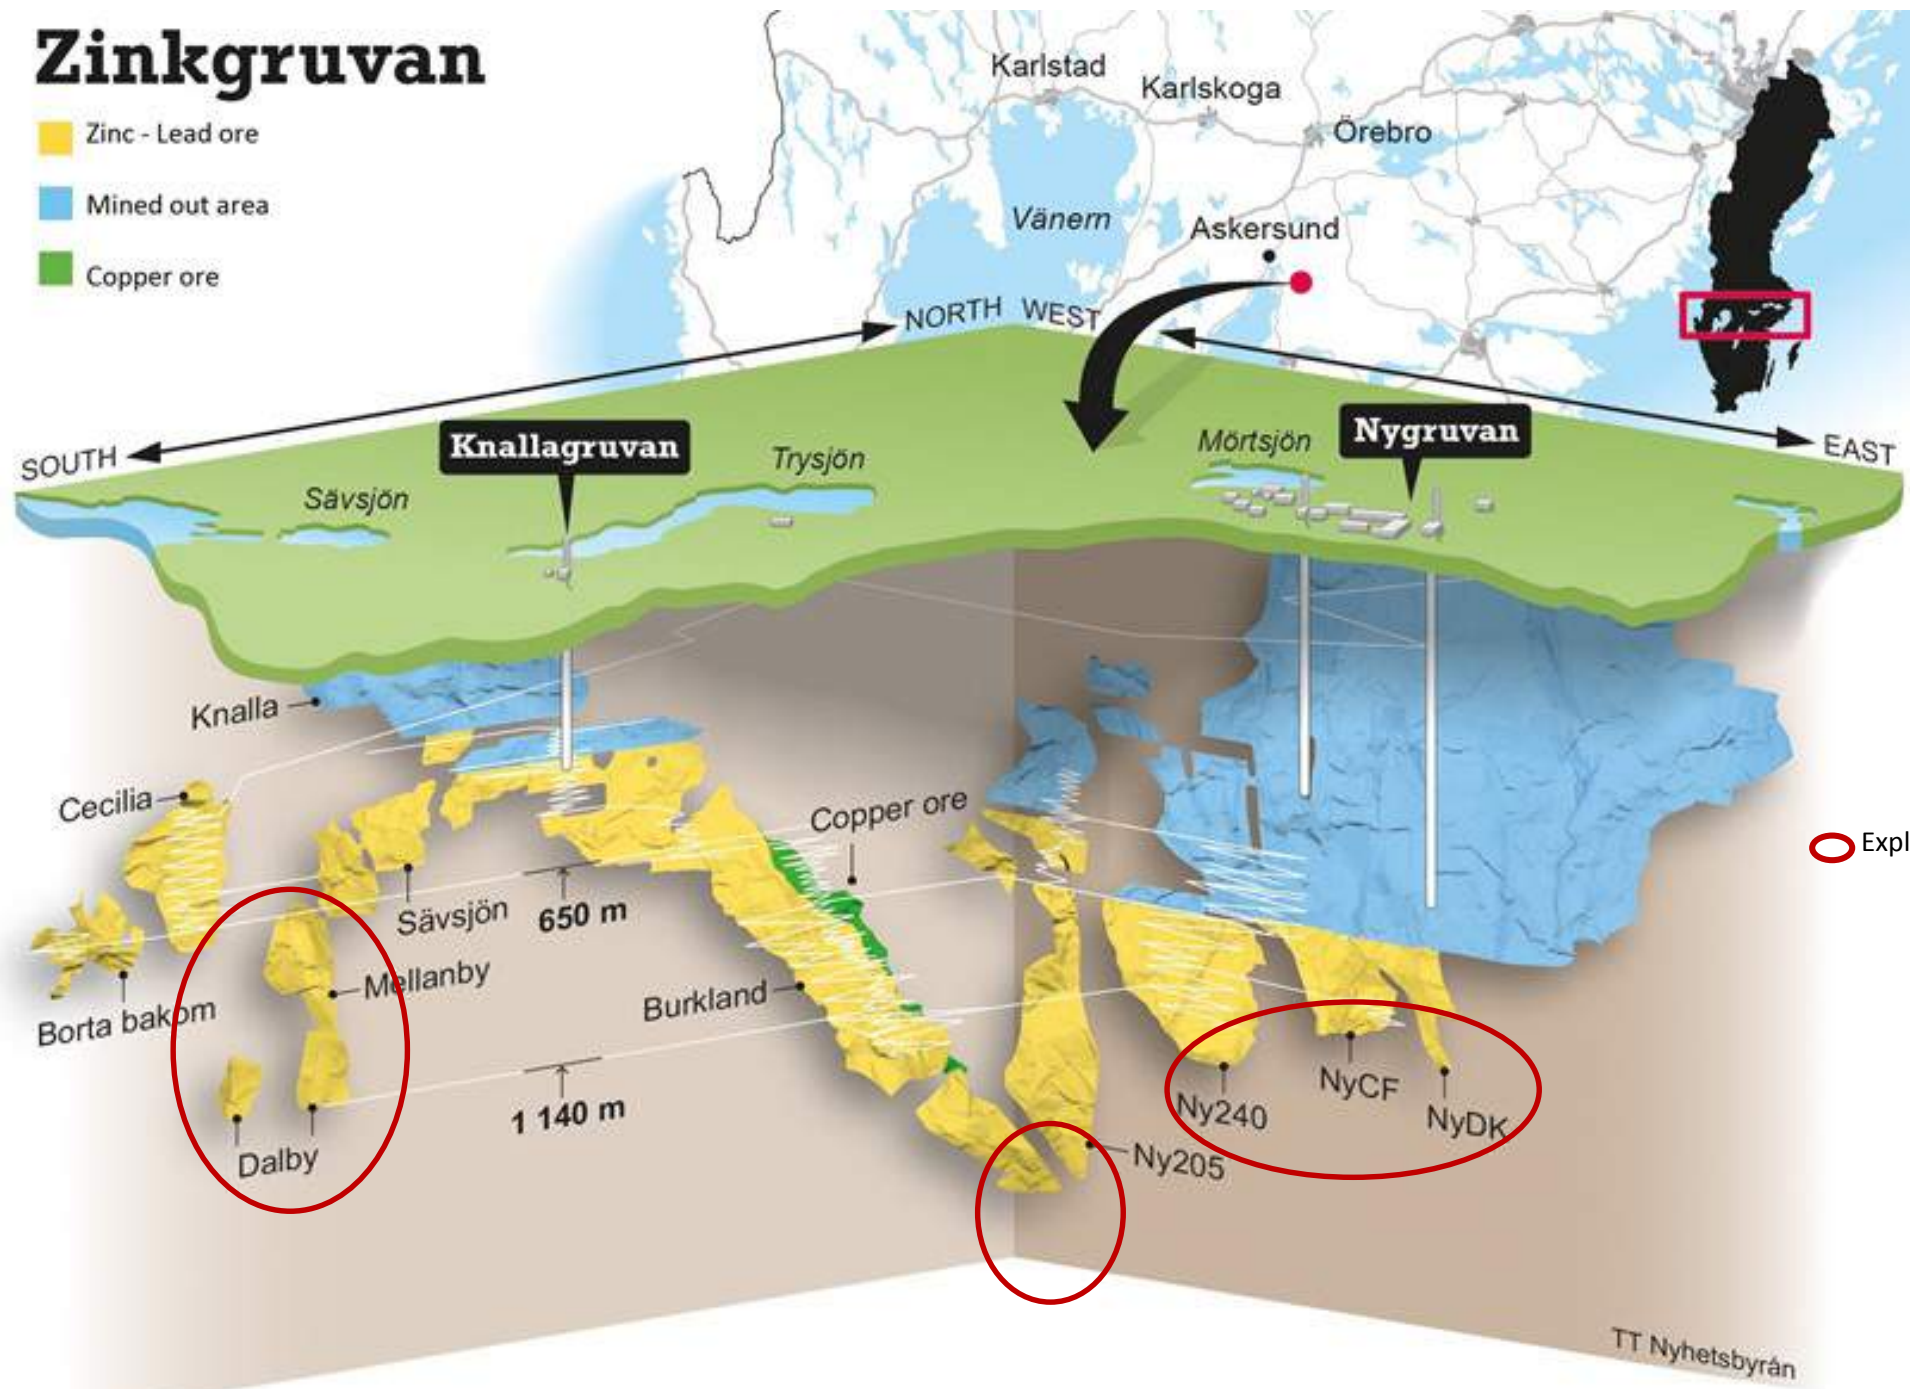 Zinkgruvan
Zinc - Lead ore
Mined out area
Copper ore
Karlstad
Karlskoga
Örebro
Vänern
Askersund
NORTH WEST
SOUTH
EAST
Knallagruvan
Nygruvan
Sävsjön
Trysjön
Mörtsjön
Knalla
Cecilia
Copper ore
Expl
Sävsjön
650 m
Mellanby
Burkland
Borta bakom
1 140 m
Dalby
Ny205
Ny240
NyCF
NyDK
TT Nyhetsbyrån